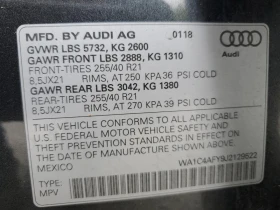 MFD. BY AUDI AG 0118
GVWR LBS 5732, KG 2600
GAWR FRONT LBS 2888, KG 1310
FRONT-TIRES 255/40 R21
8,5JX21 RIMS, AT 250 KPA 36 PSI COLD
GAWR REAR LBS 3042, KG 1380
REAR-TIRES 255/40 R21
8,5JX21 RIMS, AT 270 KPA 39 PSI COLD
Audi
THIS VEHICLE CONFORMS TO ALL APPLICABLE
U.S. FEDERAL MOTOR VEHICLE SAFETY AND
THEFT PREVENTION STANDARDS IN EFFECT ON
THE DATE OF MANUFACTURE SHOWN ABOVE.
MEXICO
WA1C4AFY9J2139522
TYPE:
MPV